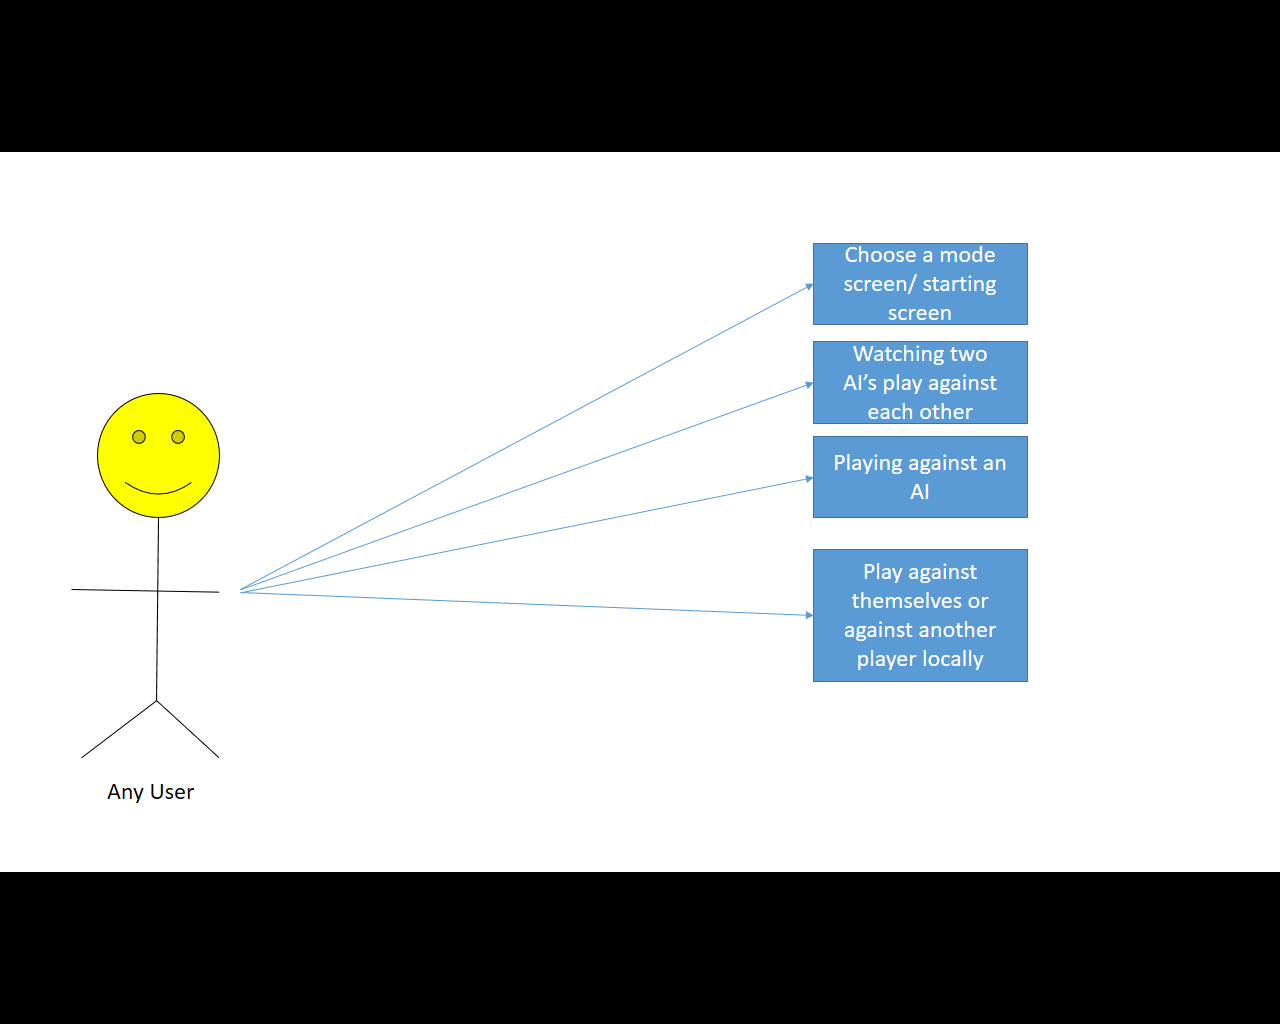 Choose a mode
screen/ starting
screen
Watching two
AI’s play against
each other
Playing against an
AI
Play against
themselves or
against another
player locally
Any User